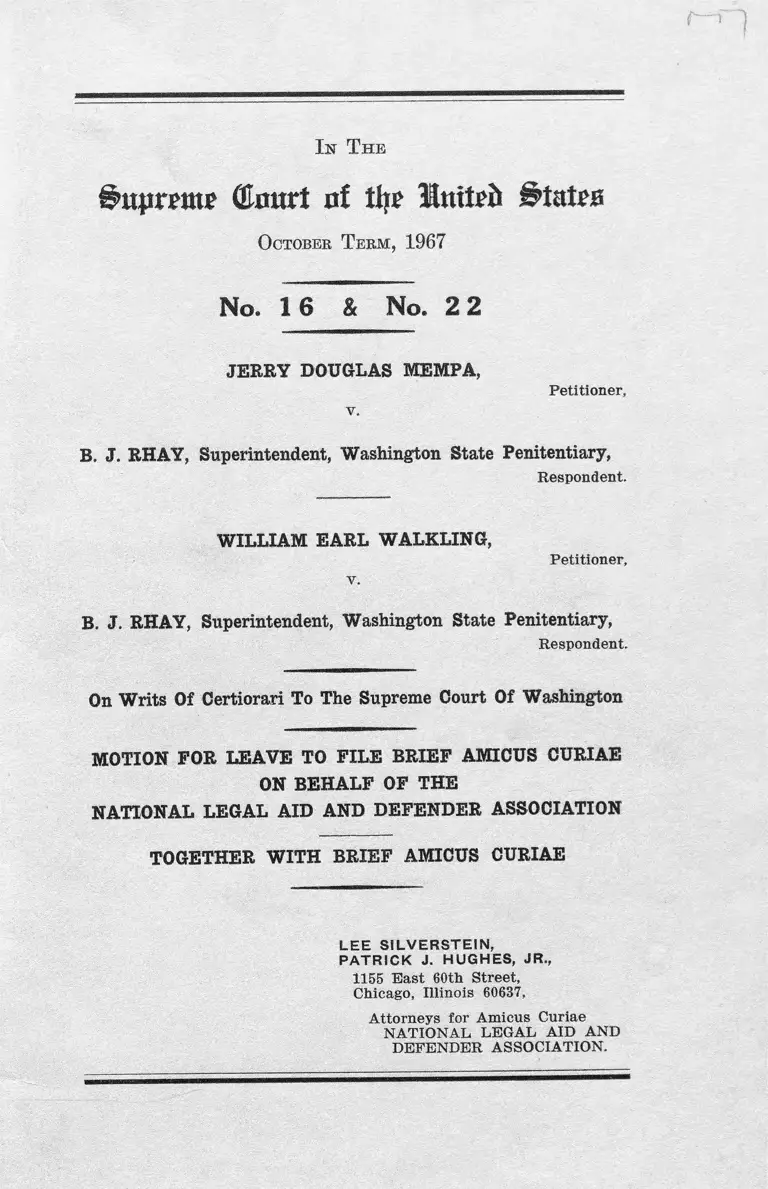 IN THE
Supreme Court of the United States
OCTOBER TERM, 1967
No. 16 & No. 22
JERRY DOUGLAS MEMPA,
Petitioner,
v.
B. J. RHAY, Superintendent, Washington State Penitentiary,
Respondent.
WILLIAM EARL WALKLING,
Petitioner,
v.
B. J. RHAY, Superintendent, Washington State Penitentiary,
Respondent.
On Writs Of Certiorari To The Supreme Court Of Washington
MOTION FOR LEAVE TO FILE BRIEF AMICUS CURIAE
ON BEHALF OF THE
NATIONAL LEGAL AID AND DEFENDER ASSOCIATION
TOGETHER WITH BRIEF AMICUS CURIAE
LEE SILVERSTEIN,
PATRICK J. HUGHES, JR.,
1155 East 60th Street,
Chicago, Illinois 60637,
Attorneys for Amicus Curiae
NATIONAL LEGAL AID AND
DEFENDER ASSOCIATION.